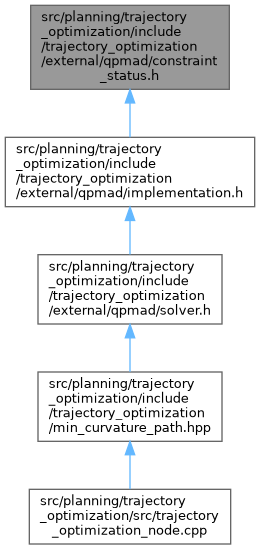 src/planning/trajectory
_optimization/include
/trajectory_optimization
/external/qpmad/constraint
_status.h
src/planning/trajectory
_optimization/include
/trajectory_optimization
/external/qpmad/implementation.h
src/planning/trajectory
_optimization/include
/trajectory_optimization
/external/qpmad/solver.h
src/planning/trajectory
_optimization/include
/trajectory_optimization
/min_curvature_path.hpp
src/planning/trajectory
_optimization/src/trajectory
_optimization_node.cpp